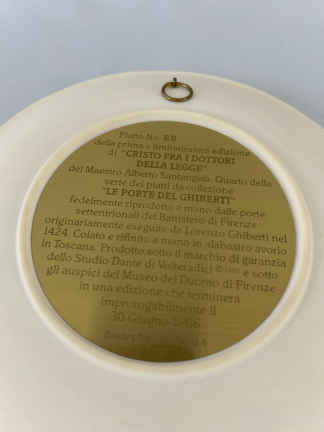 Piatto No.
della prima e limitatissima edizione
di "CRISTO FRA I DOTTORI
DELLA LEGGE"
del Maestro Alberto Santangela. Quarto della
serie dei piatti da collezione
"LE PORTE DEL GHIBERTI"
fedelmente riprodotto a mano dalle porte
settentrionali del Battistero di Firenze
originariamente eseguite da Lorenzo Ghiberti nel
1424. Colato e rifinito a mano in alabastro avorio
in Toscana. Prodotto sotto il marchio di garanzia
dello Studio Dante di Volteradici © e sotto
gli auspici del Museo del Duomo di Firenze
in una edizione che terminerà
improrogabilmente il
30 Giugno